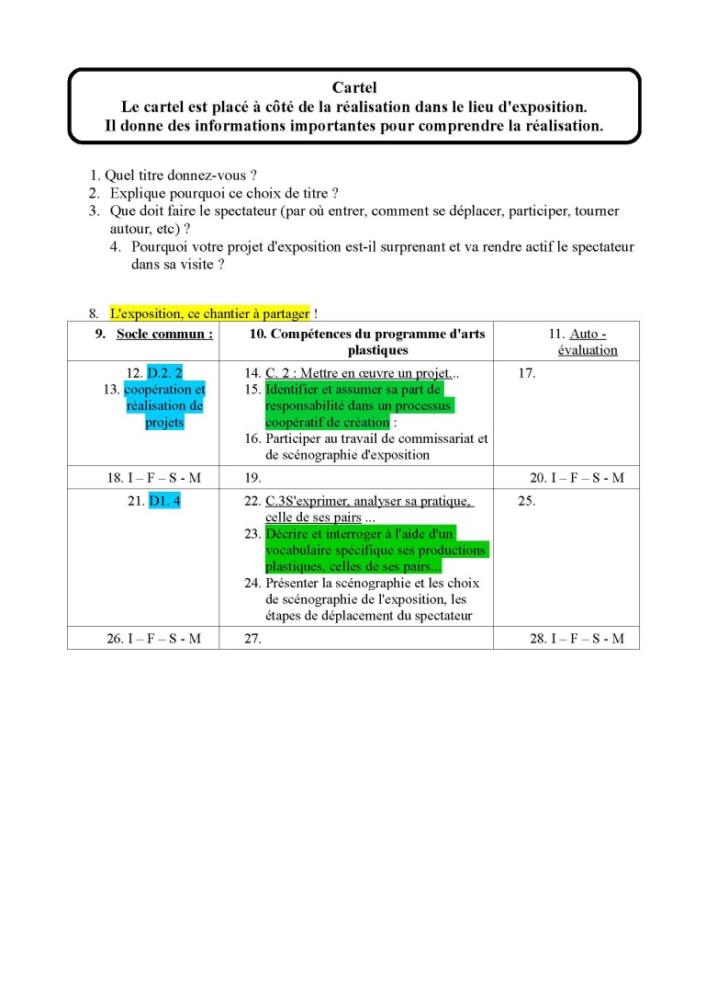 Cartel
Le cartel est placé à côté de la réalisation dans le lieu d'exposition.
Il donne des informations importantes pour comprendre la réalisation.
1. Quel titre donnez-vous ?
2. Explique pourquoi ce choix de titre ?
3. Que doit faire le spectateur (par où entrer, comment se déplacer, participer, tourner
autour, etc) ?
4. Pourquoi votre projet d'exposition est-il surprenant et va rendre actif le spectateur
dans sa visite ?
8. L'exposition, ce chantier à partager !
9. Socle commun :
10. Compétences du programme d'arts
plastiques
11. Auto -
évaluation
12. D.2. 2
13. coopération et
réalisation de
projets
14. C. 2 : Mettre en œuvre un projet...
15. Identifier et assumer sa part de
responsabilité dans un processus
coopératif de création :
16. Participer au travail de commissariat et
de scénographie d'exposition
17.
18. I – F – S - M
19.
20. I – F – S - M
21. D1. 4
22. C.3S'exprimer, analyser sa pratique,
celle de ses pairs ...
23. Décrire et interroger à l'aide d'un
vocabulaire spécifique ses productions
plastiques, celles de ses pairs...
24. Présenter la scénographie et les choix
de scénographie de l'exposition, les
étapes de déplacement du spectateur
25.
26. I – F – S - M
27.
28. I – F – S - M